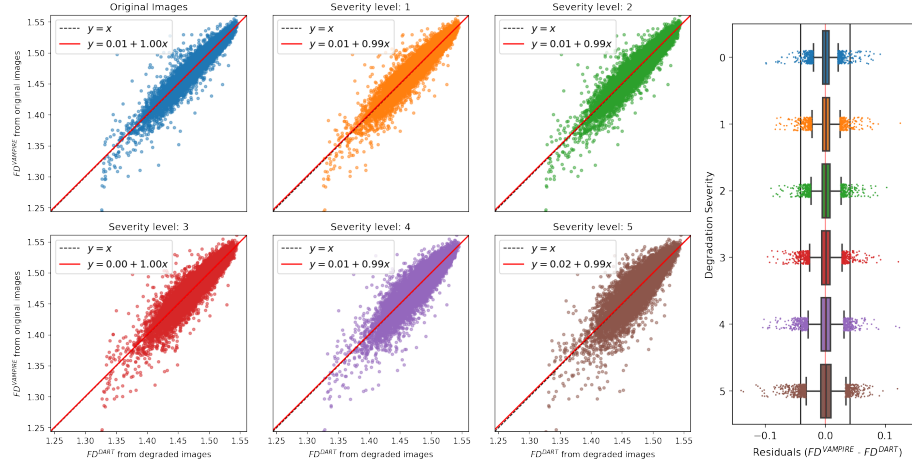 Original Images
Severity level: 1
Severity level: 2
y = x
y = 0.01 + 1.00x
y = x
y = 0.01 + 0.99x
y = x
y = 0.01 + 0.99x
1.55
1.50
1.45
1.40
1.35
1.30
1.25
FD^VAMPIRE from original images
Severity level: 3
Severity level: 4
Severity level: 5
y = x
y = 0.00 + 1.00x
y = x
y = 0.01 + 0.99x
y = x
y = 0.02 + 0.99x
1.55
1.50
1.45
1.40
1.35
1.30
1.25
FD^VAMPIRE from original images
1.25 1.30 1.35 1.40 1.45 1.50 1.55
1.25 1.30 1.35 1.40 1.45 1.50 1.55
1.25 1.30 1.35 1.40 1.45 1.50 1.55
FD^DART from degraded images
FD^DART from degraded images
FD^DART from degraded images
Degradation Severity
0
1
2
3
4
5
−0.1 0.0 0.1
Residuals (FD^VAMPIRE - FD^DART)